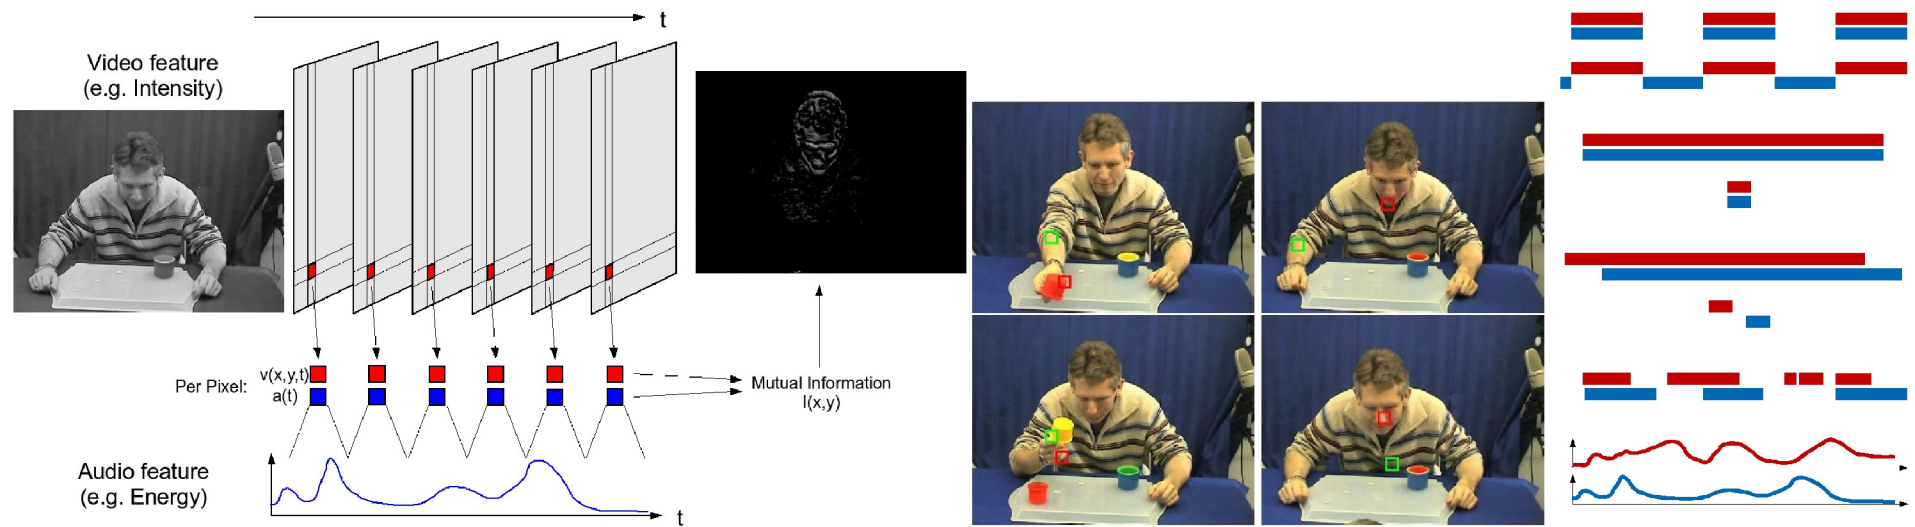 t
Video feature
(e.g. Intensity)
Per Pixel:
v(x,y,t)
a(t)
Mutual Information
I(x,y)
Audio feature
(e.g. Energy)
t